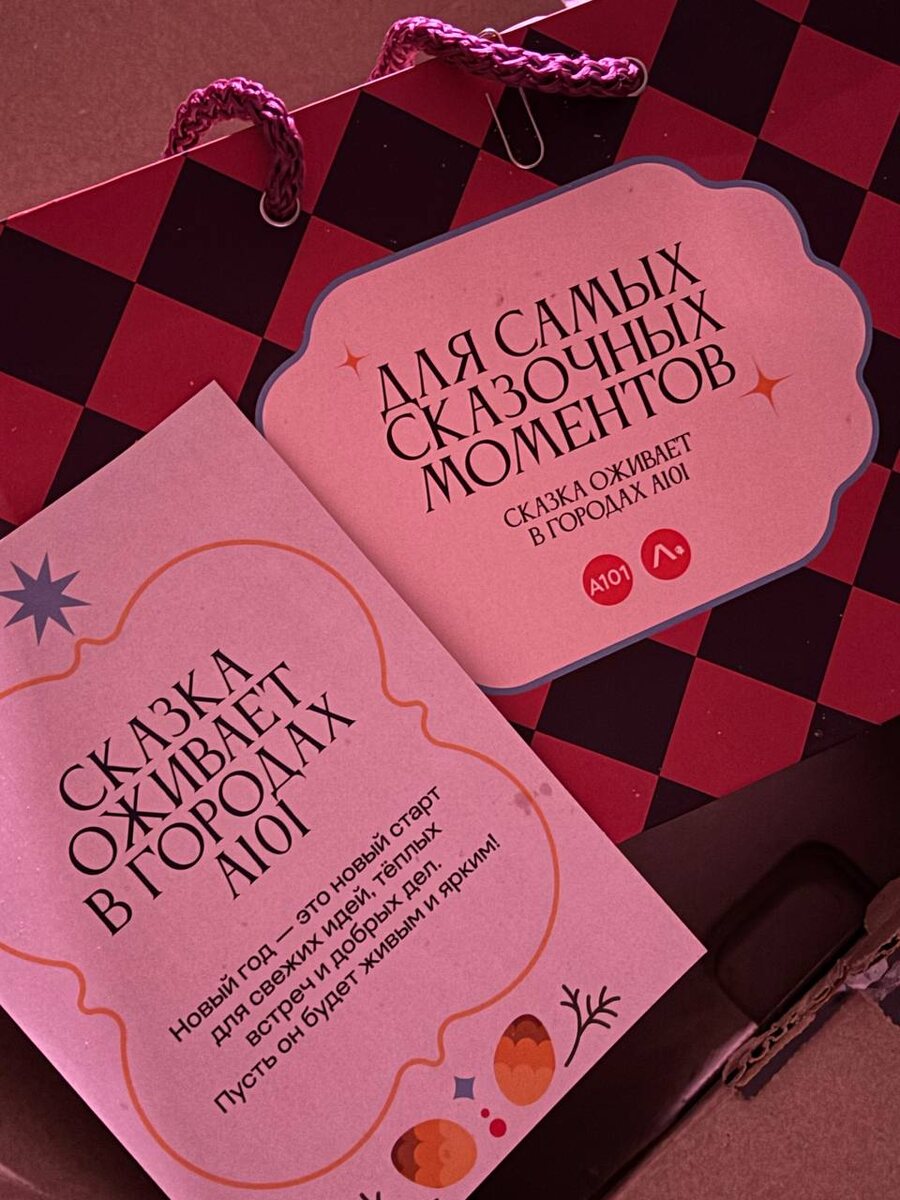 ДЛЯ САМЫХ
СКАЗОЧНЫХ
МОМЕНТОВ
СКАЗКА ОЖИВАЕТ
В ГОРОДАХ А101
А101
СКАЗКА
ОЖИВАЕТ
В ГОРОДАХ
А101
Новый год — это новый старт
для свежих идей, тёплых
встреч и добрых дел.
Пусть он будет живым и ярким!